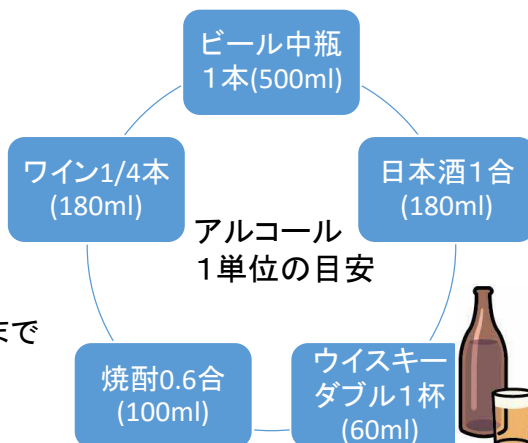 ビール中瓶
１本(500ml)
ワイン1/4本
(180ml)
日本酒１合
(180ml)
アルコール
１単位の目安
まで
焼酎0.6合
(100ml)
ウイスキー
ダブル１杯
(60ml)